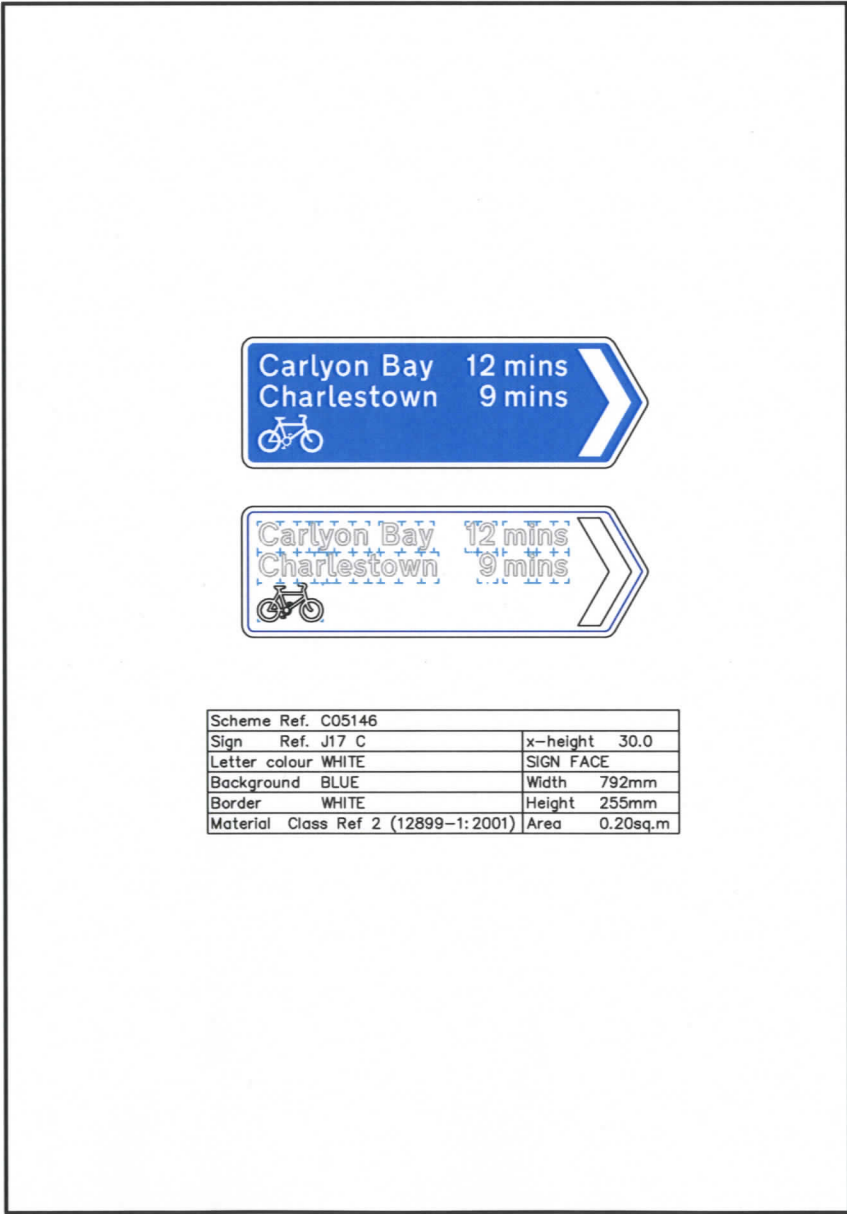 Carlyon Bay 12 mins
Charlestown 9 mins
Carlyon Bay 12 mins
Charlestown 9 mins
Scheme Ref. C05146
Sign Ref. J17 C x-height 30.0
Letter colour WHITE SIGN FACE
Background BLUE Width 792mm
Border WHITE Height 255mm
Material Class Ref 2 (12899-1:2001) Area 0.20sq.m